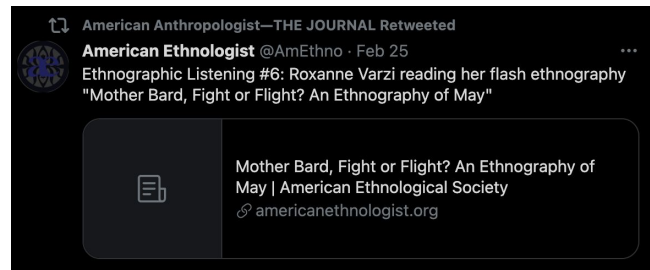 American Anthropologist—THE JOURNAL Retweeted
American Ethnologist @AmEthno · Feb 25
Ethnographic Listening #6: Roxanne Varzi reading her flash ethnography
"Mother Bard, Fight or Flight? An Ethnography of May"
Mother Bard, Fight or Flight? An Ethnography of
May | American Ethnological Society
americanethnologist.org